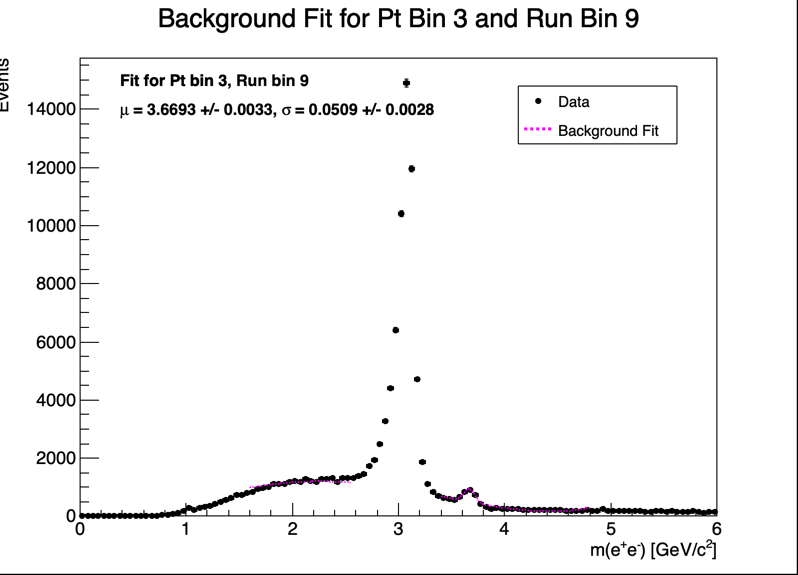 Background Fit for Pt Bin 3 and Run Bin 9
Events
Fit for Pt bin 3, Run bin 9
μ = 3.6693 +/- 0.0033, σ = 0.0509 +/- 0.0028
Data
Background Fit
14000
12000
10000
8000
6000
4000
2000
0
0 1 2 3 4 5 6
m(e⁺e⁻) [GeV/c²]